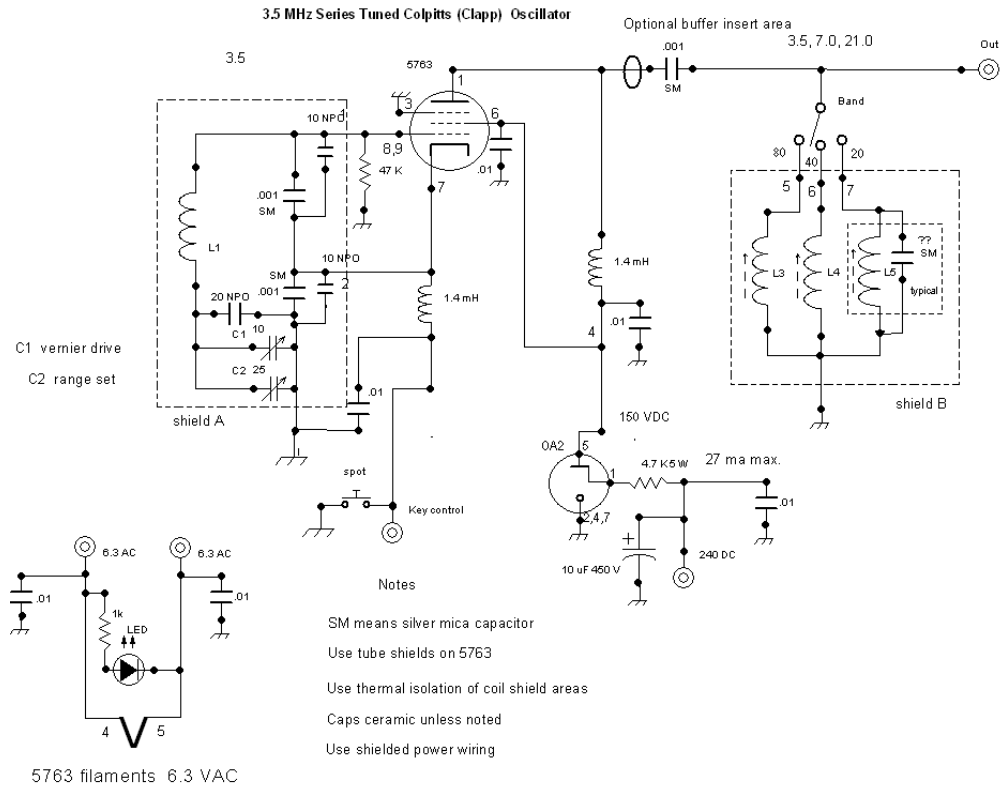 3.5 MHz Series Tuned Colpitts (Clapp) Oscillator
Optional buffer insert area
3.5, 7.0, 21.0
3.5
5763
.001
SM
Out
1
10 NPO
1
3
6
8,9
47 K
.01
7
Band
80
40
20
5
6
7
.001
SM
L1
10 NPO
SM
.001
2
20 NPO
C1
10
C2
25
1.4 mH
1.4 mH
.01
4
L3
L4
L5
??
SM
typical
shield B
C1 vernier drive
C2 range set
shield A
.01
150 VDC
OA2
5
1
4.7 K 5 W
27 ma max.
.01
2,4,7
+
10 uF 450 V
240 DC
spot
Key control
6.3 AC
6.3 AC
.01
.01
1k
LED
4
5
5763 filaments 6.3 VAC
Notes
SM means silver mica capacitor
Use tube shields on 5763
Use thermal isolation of coil shield areas
Caps ceramic unless noted
Use shielded power wiring